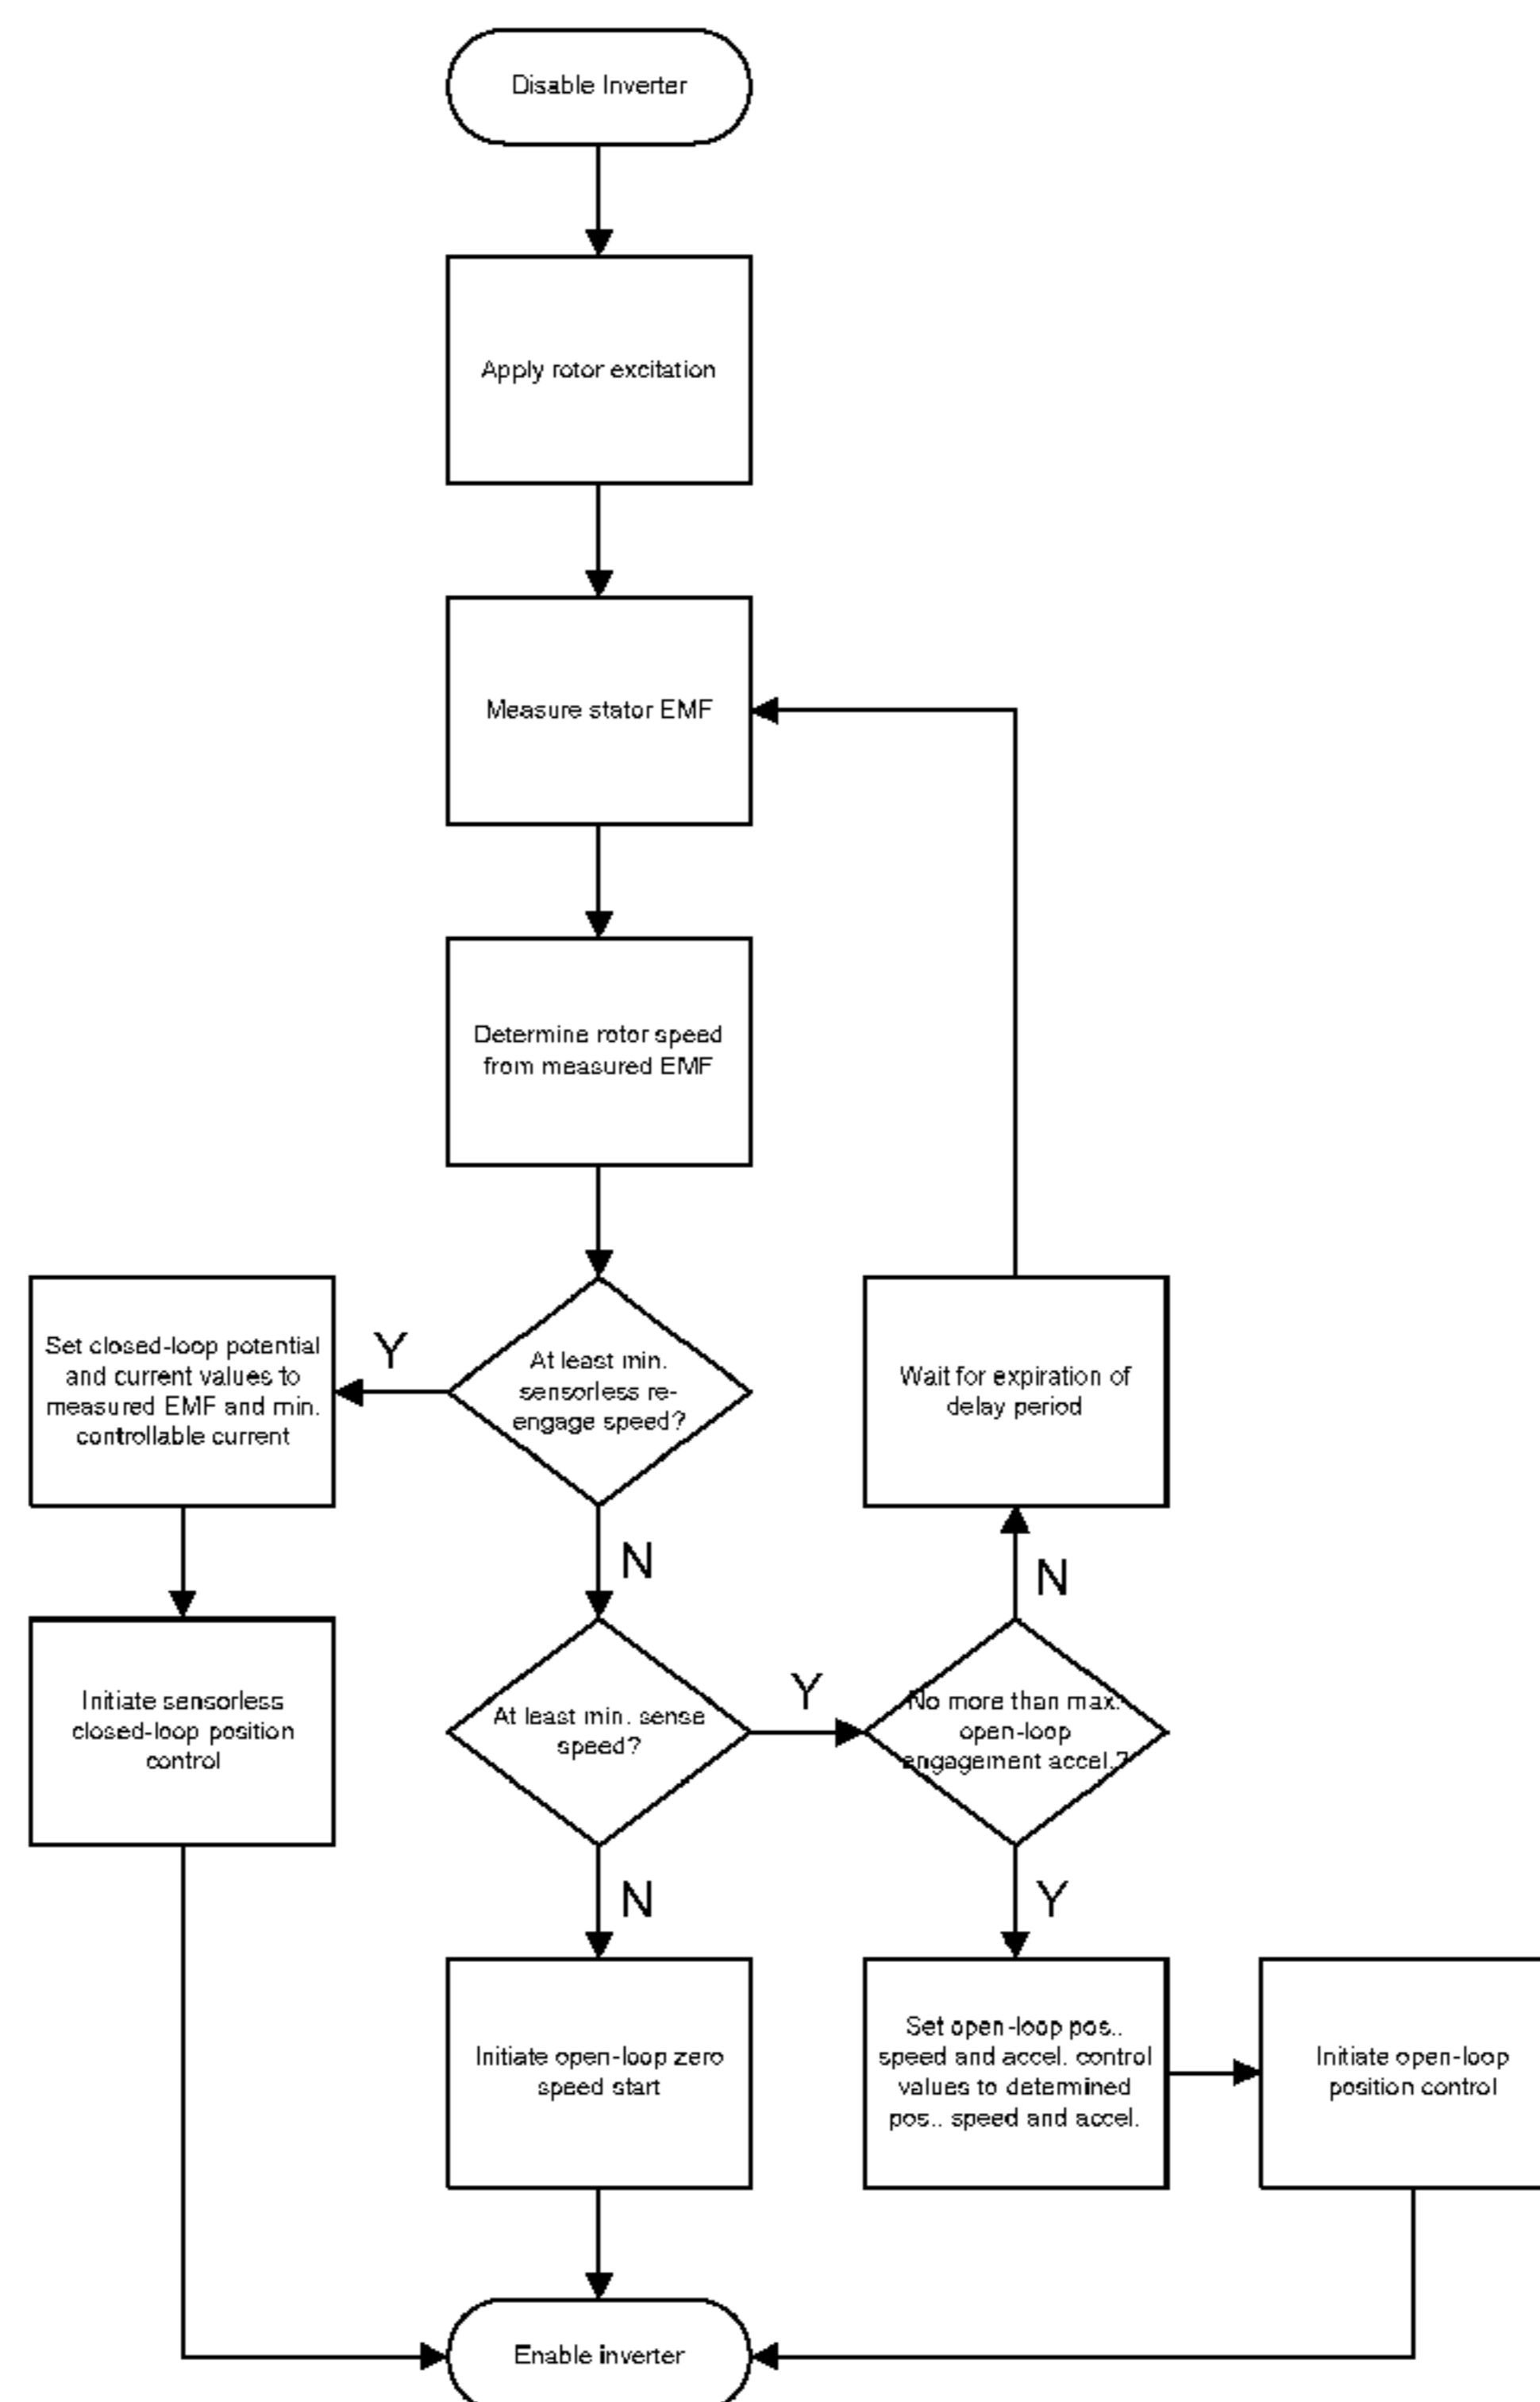 Disable Inverter
Apply rotor excitation
Measure stator EMF
Determine rotor speed
from measured EMF
Set closed-loop potential
and current values to
measured EMF and min.
controllable current
Y
At least min.
sensorless re-
engage speed?
Wait for expiration of
delay period
N
N
Initiate sensorless
closed-loop position
control
At least min. sense
speed?
Y
No more than max.
open-loop
engagement accel.?
N
Y
Initiate open-loop zero
speed start
Set open-loop pos..
speed and accel. control
values to determined
pos.. speed and accel.
Initiate open-loop
position control
Enable inverter